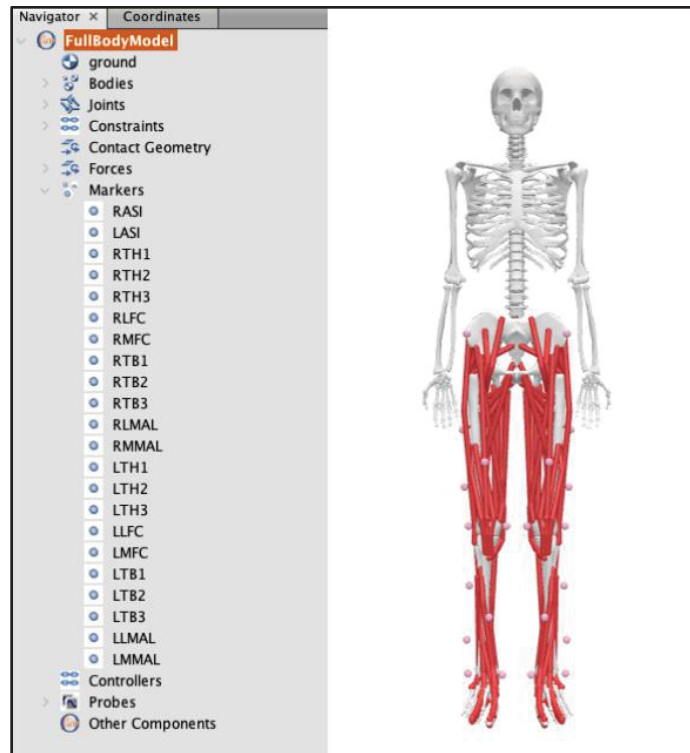 Navigator × Coordinates
FullBodyModel
ground
Bodies
Joints
Constraints
Contact Geometry
Forces
Markers
RASI
LASI
RTH1
RTH2
RTH3
RLFC
RMFC
RTB1
RTB2
RTB3
RLMAL
RMMAL
LTH1
LTH2
LTH3
LLFC
LMFC
LTB1
LTB2
LTB3
LLMAL
LMMAL
Controllers
Probes
Other Components